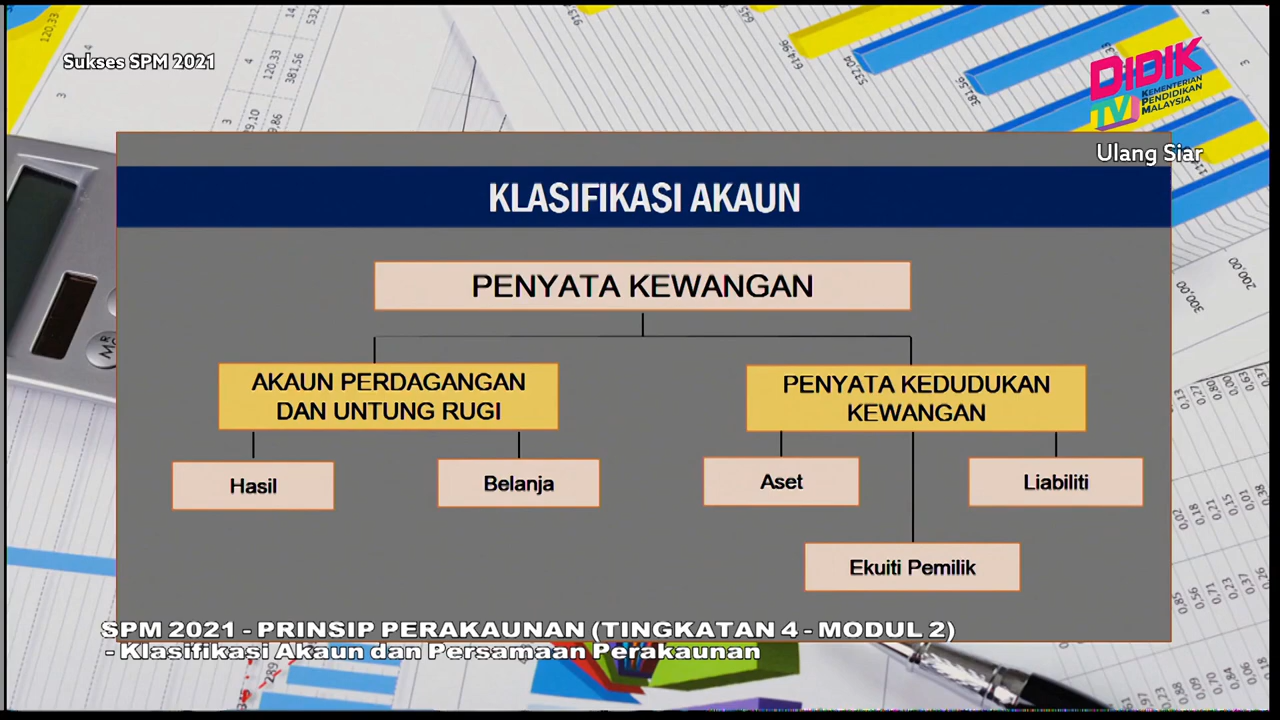 Sukses SPM 2021
DIDIK
TV
KEMENTERIAN
PENDIDIKAN
MALAYSIA
Ulang Siar
KLASIFIKASI AKAUN
PENYATA KEWANGAN
AKAUN PERDAGANGAN
DAN UNTUNG RUGI
PENYATA KEDUDUKAN
KEWANGAN
Hasil
Belanja
Aset
Liabiliti
Ekuiti Pemilik
SPM 2021 - PRINSIP PERAKAUNAN (TINGKATAN 4 - MODUL 2)
- Klasifikasi Akaun dan Persamaan Perakaunan